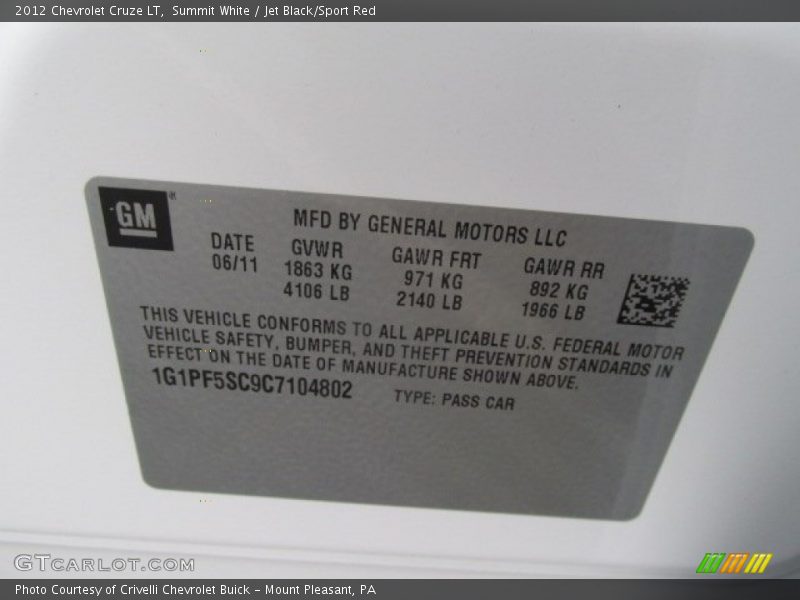 2012 Chevrolet Cruze LT, Summit White / Jet Black/Sport Red
GM ®
MFD BY GENERAL MOTORS LLC
DATE GVWR GAWR FRT GAWR RR
06/11 1863 KG 971 KG 892 KG
4106 LB 2140 LB 1966 LB
THIS VEHICLE CONFORMS TO ALL APPLICABLE U.S. FEDERAL MOTOR
VEHICLE SAFETY, BUMPER, AND THEFT PREVENTION STANDARDS IN
EFFECT ON THE DATE OF MANUFACTURE SHOWN ABOVE.
1G1PF5SC9C7104802 TYPE: PASS CAR
GTCARLOT.COM
Photo Courtesy of Crivelli Chevrolet Buick - Mount Pleasant, PA